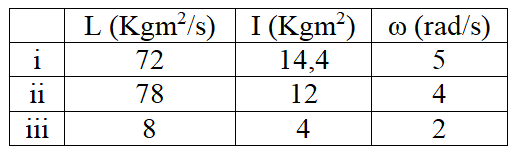 L (Kgm²/s) I (Kgm²) ω (rad/s)
i 72 14,4 5
ii 78 12 4
iii 8 4 2